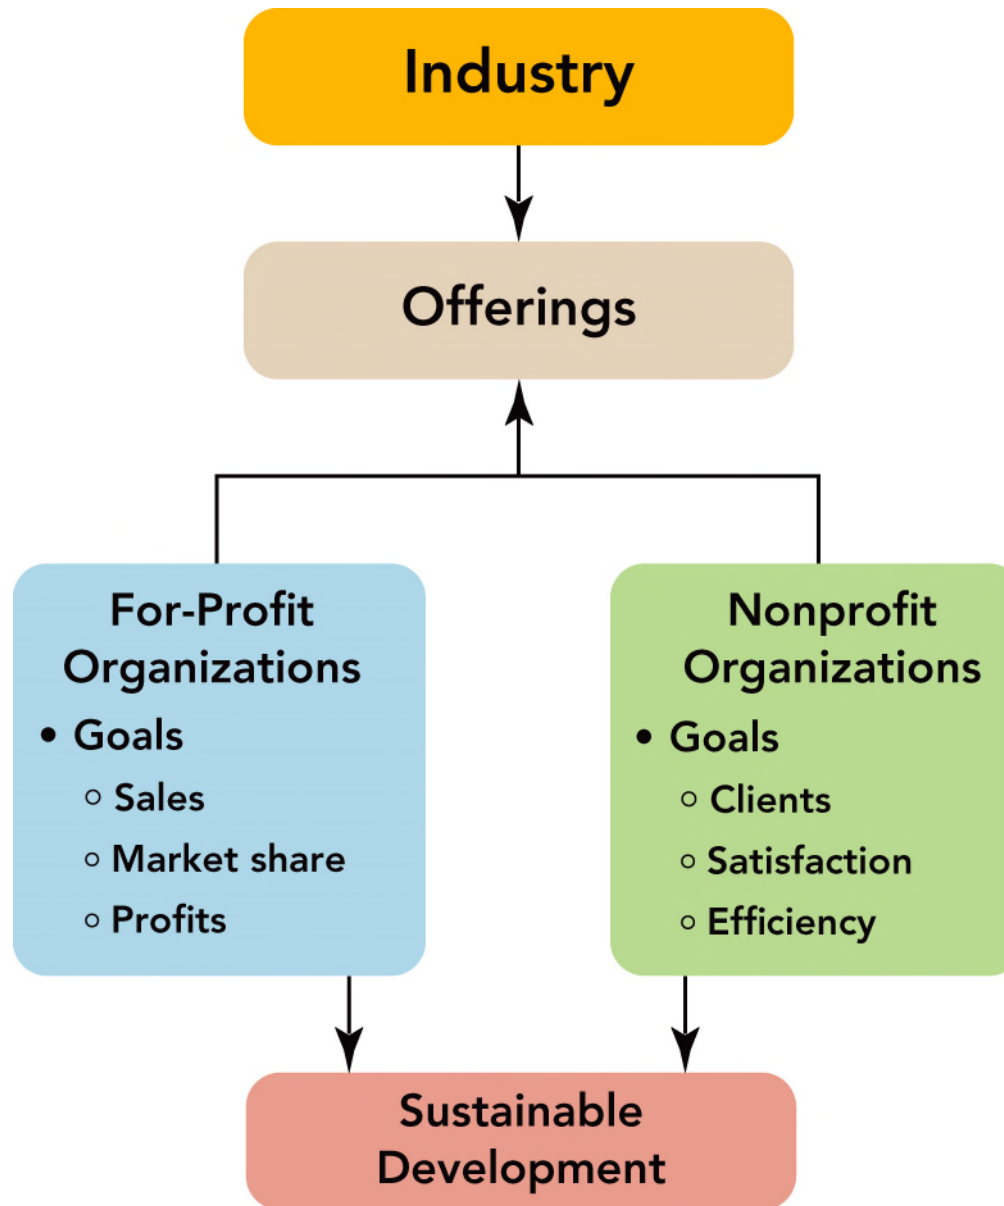 Industry
Offerings
For-Profit
Organizations
• Goals
○ Sales
○ Market share
○ Profits
Nonprofit
Organizations
• Goals
○ Clients
○ Satisfaction
○ Efficiency
Sustainable
Development